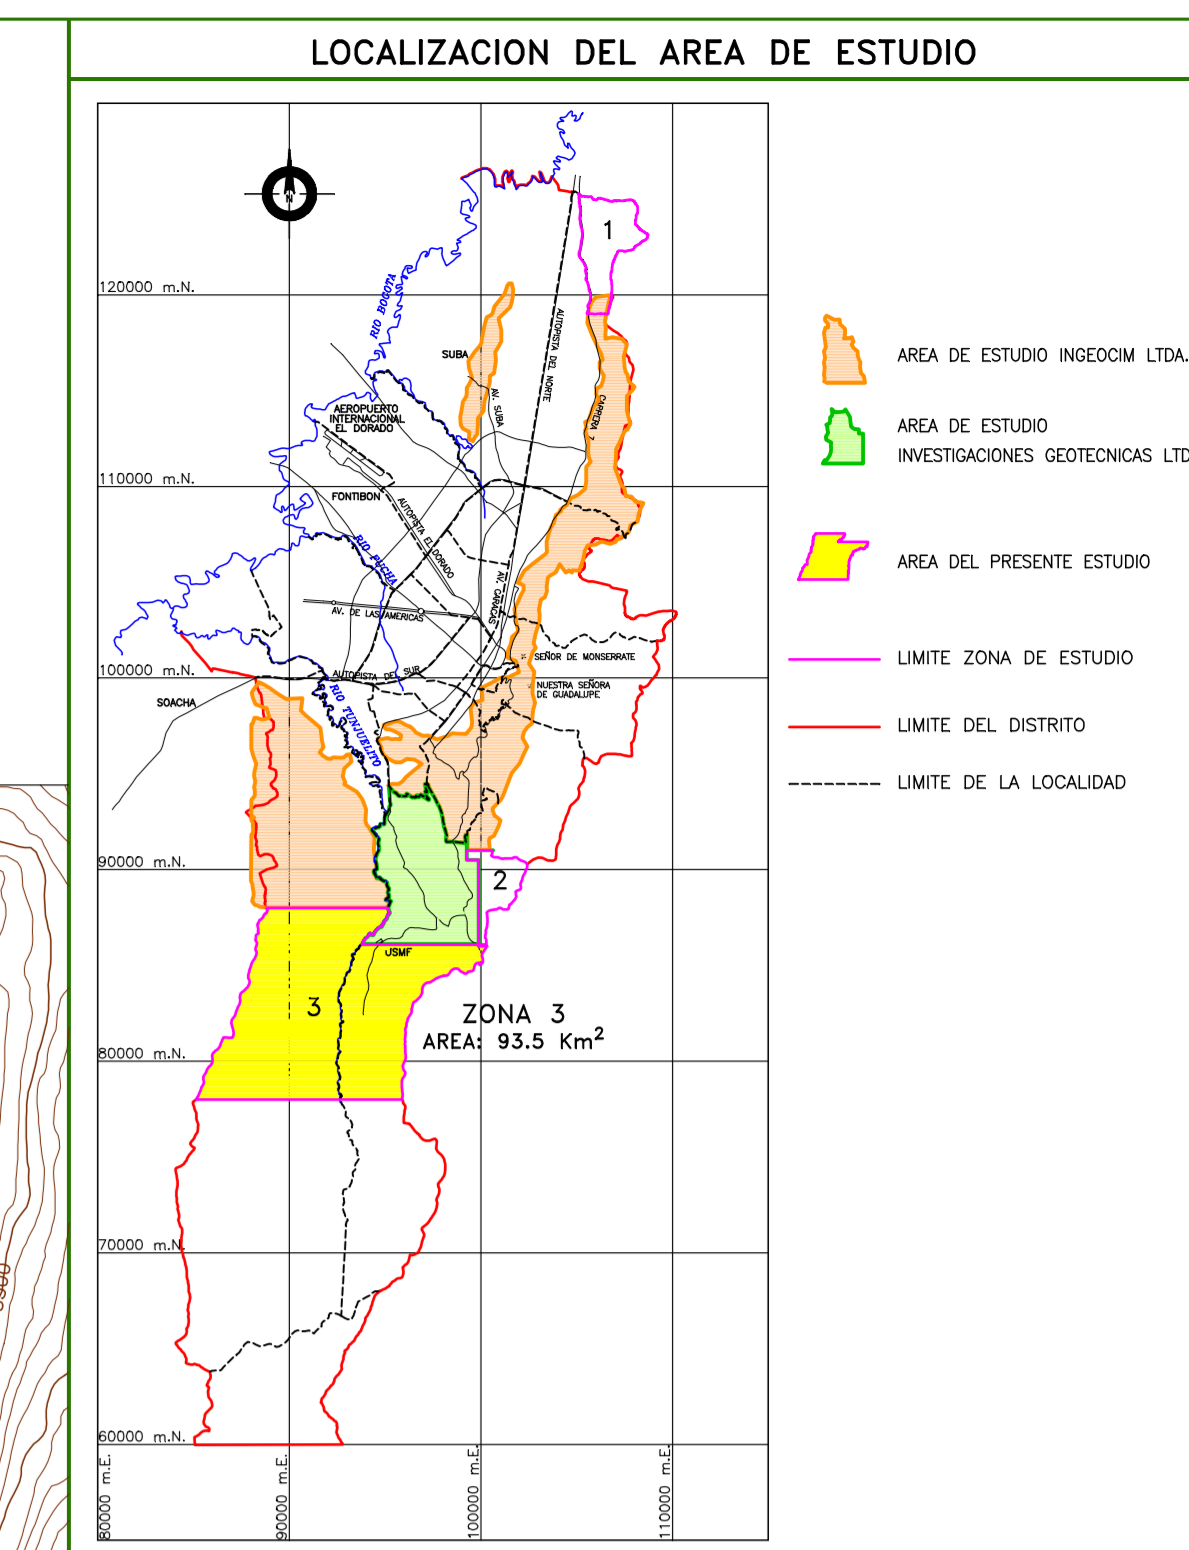 LOCALIZACION DEL AREA DE ESTUDIO
N
1
120000 m.N.
RIO BOGOTA
AUTOPISTA DEL NORTE
SUBA
AV. SUBA
CARRERA 7
AEROPUERTO
INTERNACIONAL
EL DORADO
110000 m.N.
FONTIBON
AUTOPISTA EL DORADO
RIO FUCHA
AV. CARACAS
AV. DE LAS AMERICAS
SEÑOR DE MONSERRATE
100000 m.N.
AUTOPISTA DEL SUR
NUESTRA SEÑORA
DE GUADALUPE
SOACHA
RIO TUNJUELITO
90000 m.N.
2
USMF
3
ZONA 3
AREA: 93.5 Km2
80000 m.N.
70000 m.N.
60000 m.N.
80000 m.E.
90000 m.E.
100000 m.E.
110000 m.E.
AREA DE ESTUDIO INGEOCIM LTDA.
AREA DE ESTUDIO
INVESTIGACIONES GEOTECNICAS LTD
AREA DEL PRESENTE ESTUDIO
LIMITE ZONA DE ESTUDIO
LIMITE DEL DISTRITO
LIMITE DE LA LOCALIDAD